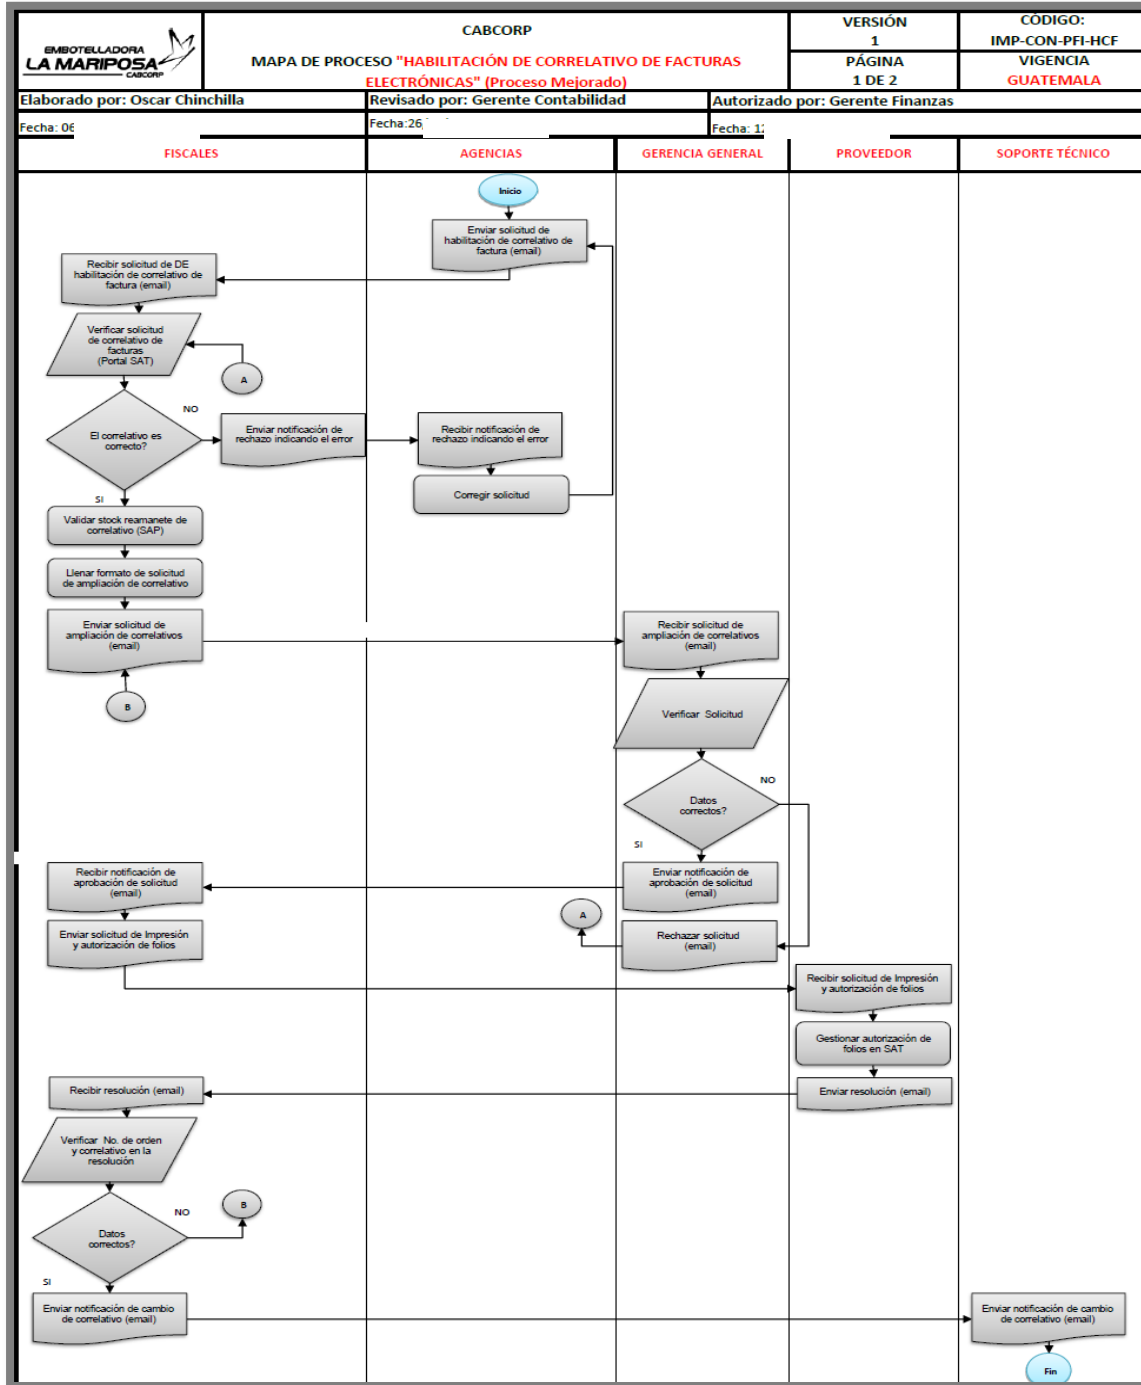 EMBOTELLADORA
LA MARIPOSA
CABCORP
CABCORP
MAPA DE PROCESO "HABILITACIÓN DE CORRELATIVO DE FACTURAS
ELECTRÓNICAS" (Proceso Mejorado)
VERSIÓN
1
CÓDIGO:
IMP-CON-PFI-HCF
PÁGINA
1 DE 2
VIGENCIA
GUATEMALA
Elaborado por: Oscar Chinchilla
Revisado por: Gerente Contabilidad
Autorizado por: Gerente Finanzas
Fecha: 06
Fecha:26
Fecha: 12
FISCALES
AGENCIAS
GERENCIA GENERAL
PROVEEDOR
SOPORTE TÉCNICO
Inicio
Enviar solicitud de
habilitación de correlativo de
factura (email)
Recibir solicitud de DE
habilitación de correlativo de
factura (email)
Verificar solicitud
de correlativo de
facturas
(Portal SAT)
A
NO
El correlativo es
correcto?
Enviar notificación de
rechazo indicando el error
Recibir notificación de
rechazo indicando el error
Corregir solicitud
SI
Validar stock reamanete de
correlativo (SAP)
Llenar formato de solicitud
de ampliación de correlativo
Enviar solicitud de
ampliación de correlativos
(email)
Recibir solicitud de
ampliación de correlativos
(email)
B
Verificar Solicitud
NO
Datos
correctos?
SI
Recibir notificación de
aprobación de solicitud
(email)
Enviar notificación de
aprobación de solicitud
(email)
A
Enviar solicitud de Impresión
y autorización de folios
Rechazar solicitud
(email)
Recibir solicitud de Impresión
y autorización de folios
Gestionar autorización de
folios en SAT
Recibir resolución (email)
Enviar resolución (email)
Verificar No. de orden
y correlativo en la
resolución
B
NO
Datos
correctos?
SI
Enviar notificación de cambio
de correlativo (email)
Enviar notificación de cambio
de correlativo (email)
Fin